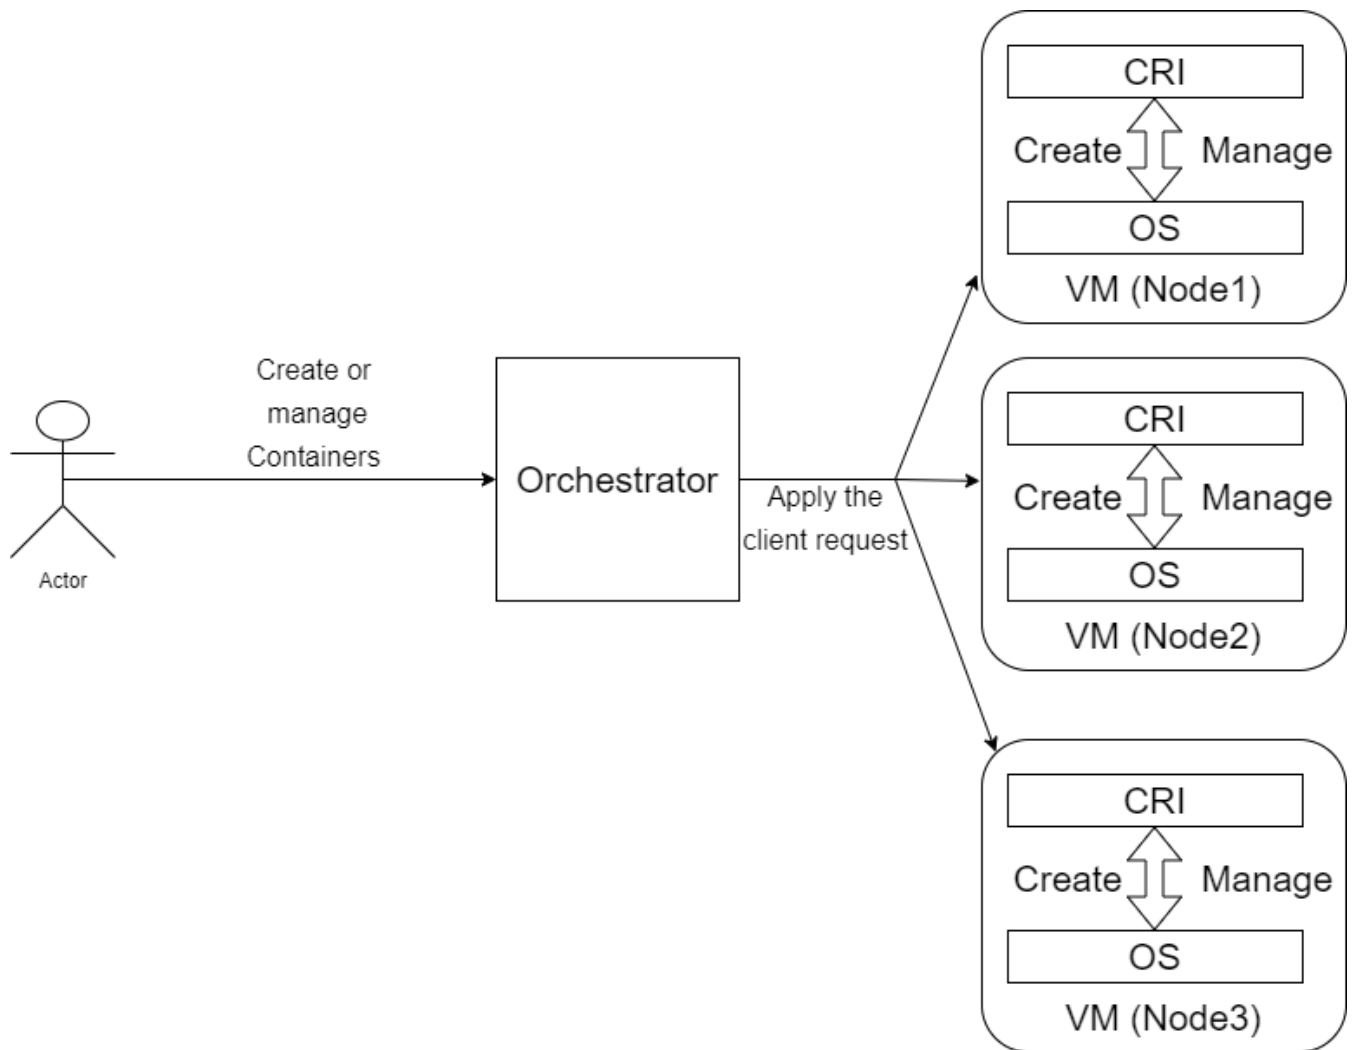 Actor
Create or
manage
Containers
Orchestrator
Apply the
client request
CRI
Create Manage
OS
VM (Node1)
CRI
Create Manage
OS
VM (Node2)
CRI
Create Manage
OS
VM (Node3)